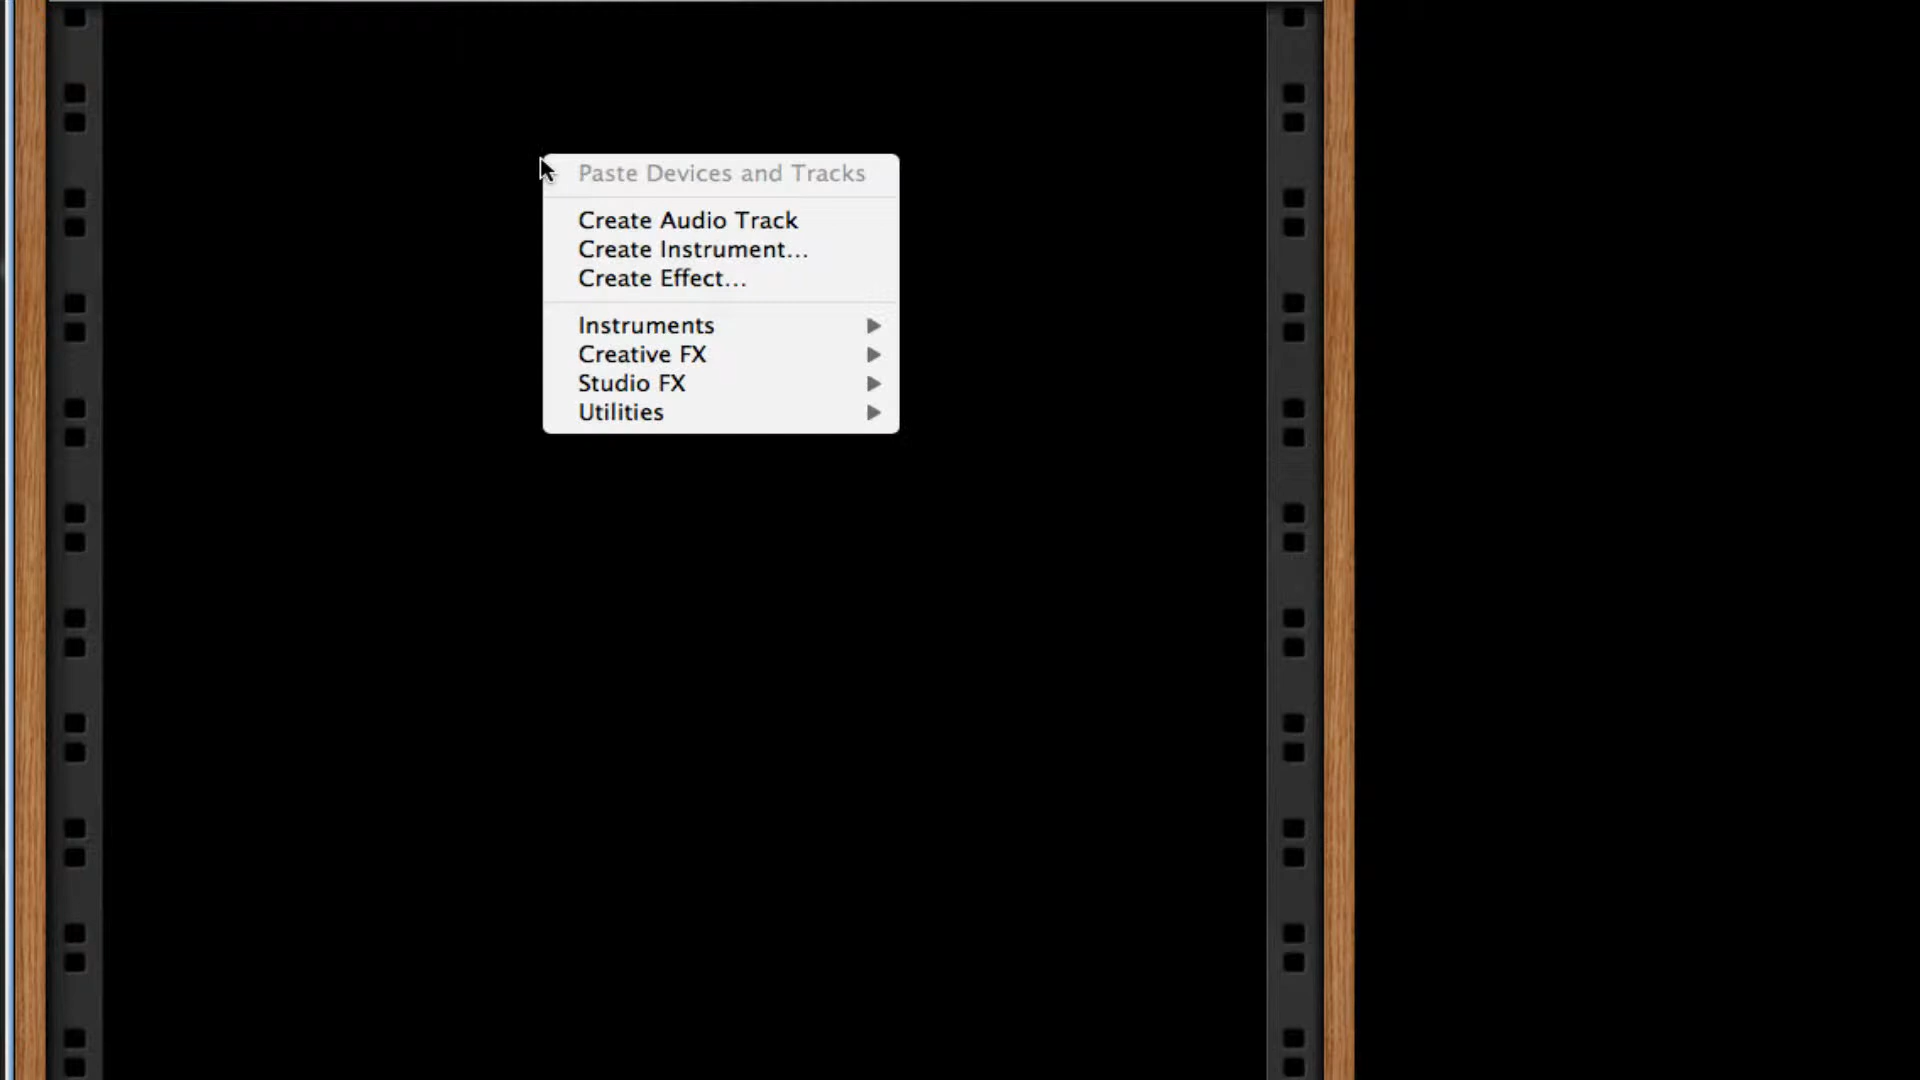 Paste Devices and Tracks
Create Audio Track
Create Instrument...
Create Effect...
Instruments
Creative FX
Studio FX
Utilities